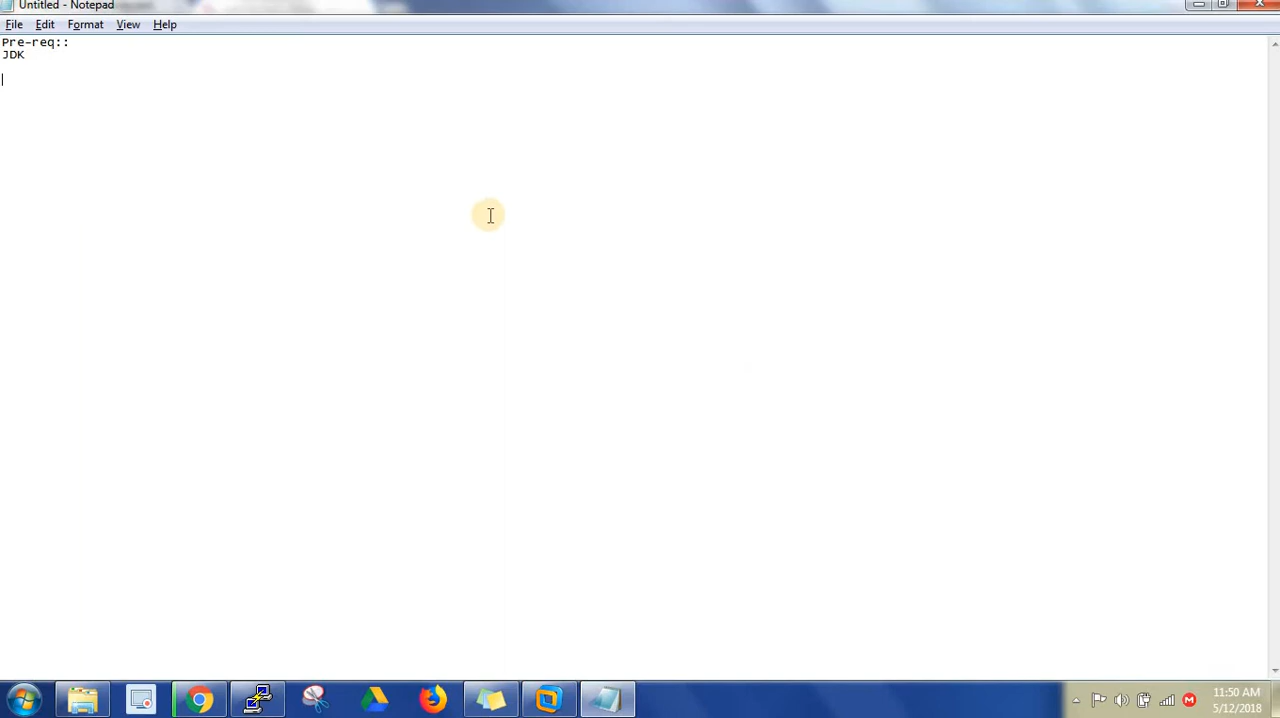 Untitled - Notepad
File Edit Format View Help
Pre-req::
JDK
11:50 AM
5/12/2018